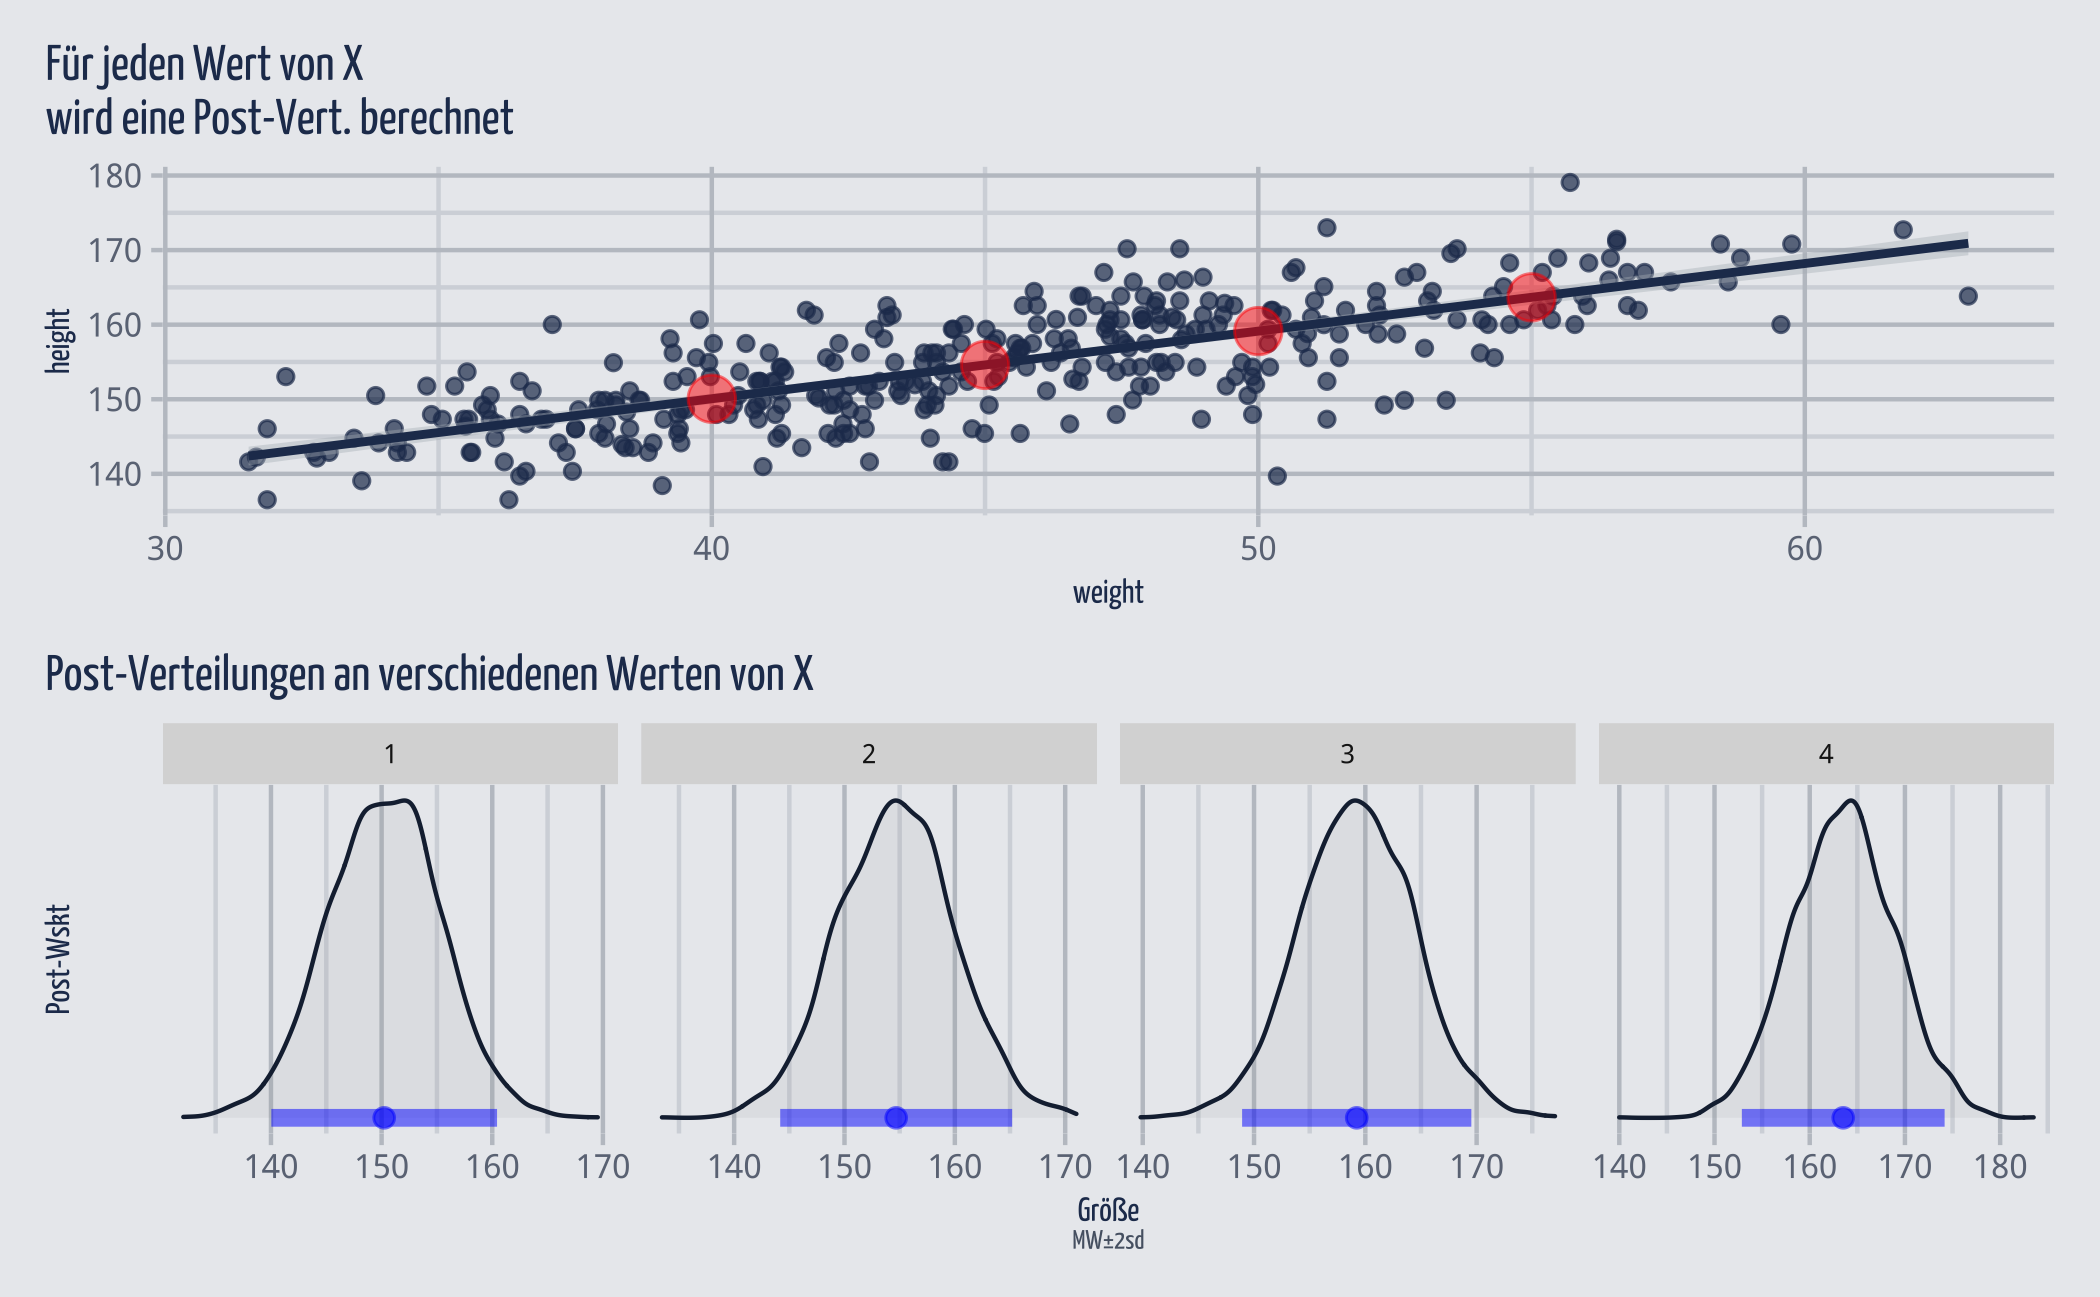 Für jeden Wert von X
wird eine Post-Vert. berechnet
180
170
160
150
140
height
30 40 50 60
weight
Post-Verteilungen an verschiedenen Werten von X
1 2 3 4
Post-Wskt
140 150 160 170 140 150 160 170 140 150 160 170 140 150 160 170 180
Größe
MW±2sd